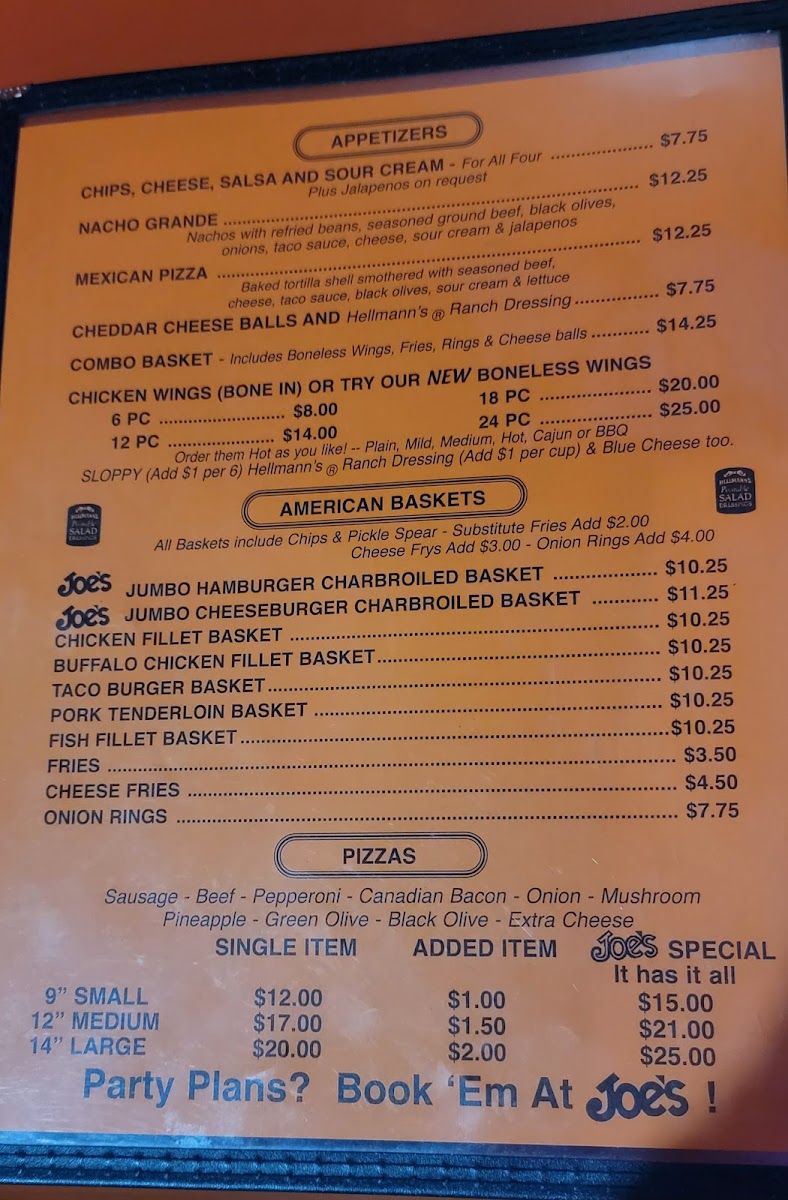 APPETIZERS
CHIPS, CHEESE, SALSA AND SOUR CREAM - For All Four .................... $7.75
Plus Jalapenos on request
NACHO GRANDE .................... $12.25
Nachos with refried beans, seasoned ground beef, black olives,
onions, taco sauce, cheese, sour cream & jalapenos
MEXICAN PIZZA .................... $12.25
Baked tortilla shell smothered with seasoned beef,
cheese, taco sauce, black olives, sour cream & lettuce
CHEDDAR CHEESE BALLS AND Hellmann's ® Ranch Dressing .................... $7.75
COMBO BASKET - Includes Boneless Wings, Fries, Rings & Cheese balls ........... $14.25
CHICKEN WINGS (BONE IN) OR TRY OUR NEW BONELESS WINGS
6 PC .................... $8.00 18 PC .................... $20.00
12 PC .................... $14.00 24 PC .................... $25.00
Order them Hot as you like! -- Plain, Mild, Medium, Hot, Cajun or BBQ
SLOPPY (Add $1 per 6) Hellmann's ® Ranch Dressing (Add $1 per cup) & Blue Cheese too.
AMERICAN BASKETS
HELLMANN'S
SALAD
DRESSINGS
HELLMANN'S
SALAD
DRESSINGS
All Baskets include Chips & Pickle Spear - Substitute Fries Add $2.00
Cheese Frys Add $3.00 - Onion Rings Add $4.00
Joe's JUMBO HAMBURGER CHARBROILED BASKET .................... $10.25
Joe's JUMBO CHEESEBURGER CHARBROILED BASKET ............ $11.25
CHICKEN FILLET BASKET .................... $10.25
BUFFALO CHICKEN FILLET BASKET .................... $10.25
TACO BURGER BASKET .................... $10.25
PORK TENDERLOIN BASKET .................... $10.25
FISH FILLET BASKET .................... $10.25
FRIES .................... $3.50
CHEESE FRIES .................... $4.50
ONION RINGS .................... $7.75
PIZZAS
Sausage - Beef - Pepperoni - Canadian Bacon - Onion - Mushroom
Pineapple - Green Olive - Black Olive - Extra Cheese
SINGLE ITEM ADDED ITEM Joe's SPECIAL
It has it all
9" SMALL $12.00 $1.00 $15.00
12" MEDIUM $17.00 $1.50 $21.00
14" LARGE $20.00 $2.00 $25.00
Party Plans? Book 'Em At Joe's !